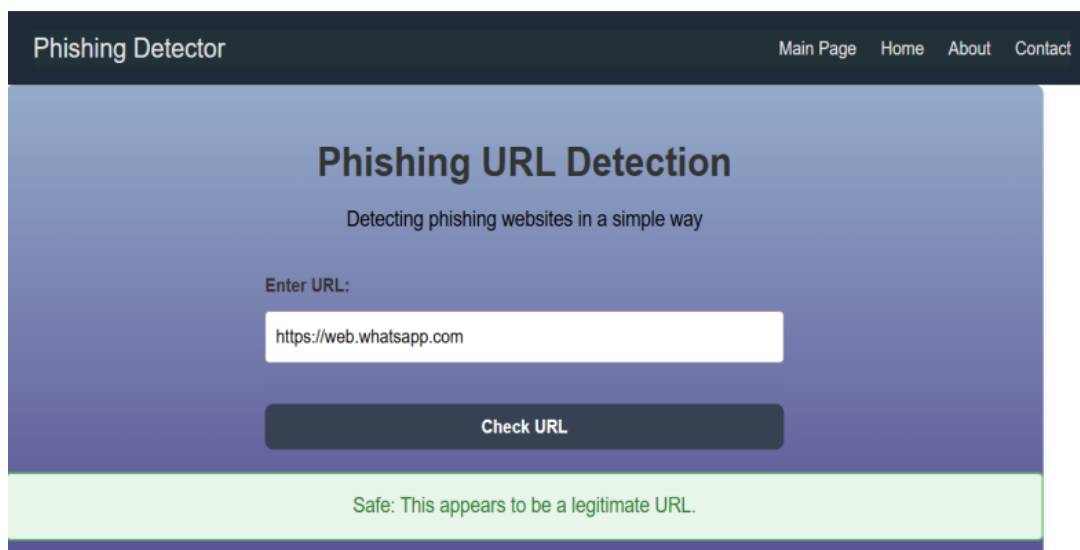 Phishing Detector
Main Page Home About Contact
Phishing URL Detection
Detecting phishing websites in a simple way
Enter URL:
https://web.whatsapp.com
Check URL
Safe: This appears to be a legitimate URL.